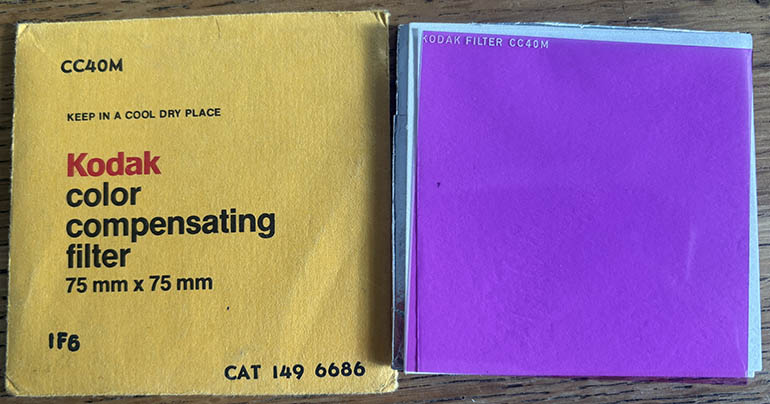 CC40M
KEEP IN A COOL DRY PLACE
Kodak
color
compensating
filter
75 mm x 75 mm
1F6
CAT 149 6686
KODAK FILTER CC40M